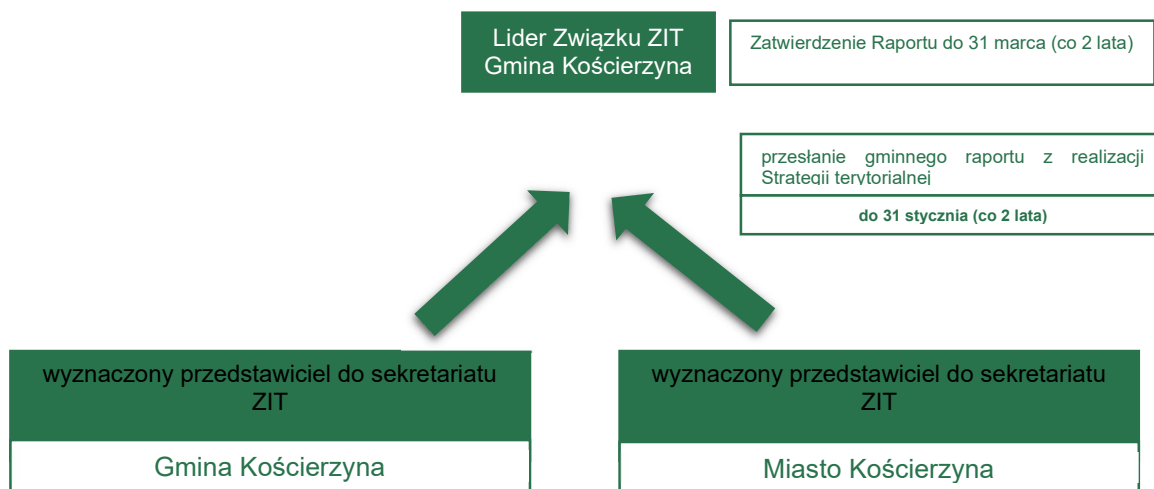 Lider Związku ZIT
Gmina Kościerzyna
Zatwierdzenie Raportu do 31 marca (co 2 lata)
przesłanie gminnego raportu z realizacji
Strategii terytorialnej
do 31 stycznia (co 2 lata)
wyznaczony przedstawiciel do sekretariatu
ZIT
Gmina Kościerzyna
wyznaczony przedstawiciel do sekretariatu
ZIT
Miasto Kościerzyna